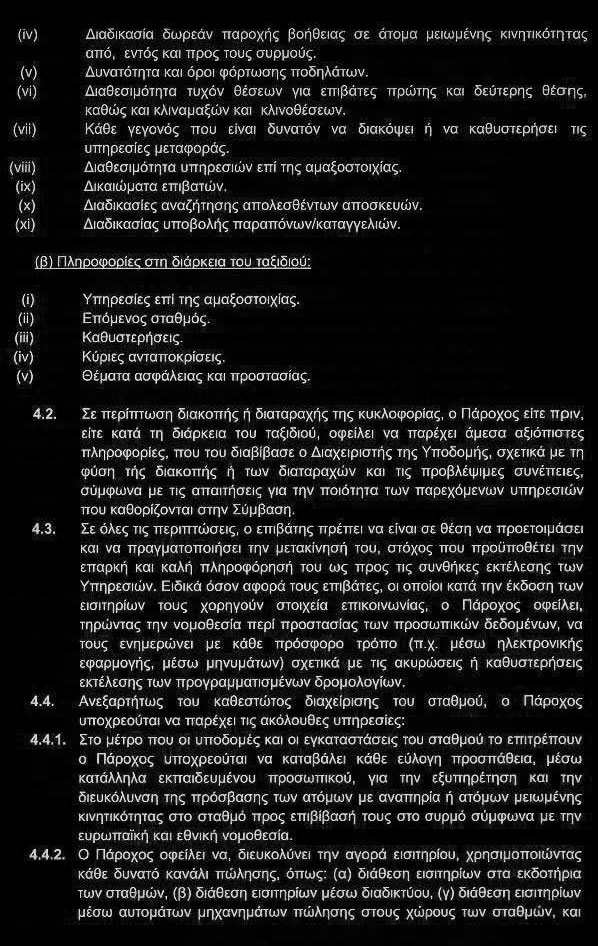 (iv) Διαδικασία δωρεάν παροχής βοήθειας σε άτομα μειωμένης κινητικότητας
από, εντός και προς τους συρμούς.
(v) Δυνατότητα και όροι φόρτωσης ποδηλάτων.
(vi) Διαθεσιμότητα τυχόν θέσεων για επιβάτες πρώτης και δεύτερης θέσης,
καθώς και κλιναμαξών και κλινοθέσεων.
(vii) Κάθε γεγονός που είναι δυνατόν να διακόψει ή να καθυστερήσει τις
υπηρεσίες μεταφοράς.
(viii) Διαθεσιμότητα υπηρεσιών επί της αμαξοστοιχίας.
(ix) Δικαιώματα επιβατών.
(x) Διαδικασίες αναζήτησης απολεσθέντων αποσκευών.
(xi) Διαδικασίας υποβολής παραπόνων/καταγγελιών.
(β) Πληροφορίες στη διάρκεια του ταξιδιού:
(i) Υπηρεσίες επί της αμαξοστοιχίας.
(ii) Επόμενος σταθμός.
(iii) Καθυστερήσεις.
(iv) Κύριες ανταποκρίσεις.
(v) Θέματα ασφάλειας και προστασίας.
4.2. Σε περίπτωση διακοπής ή διαταραχής της κυκλοφορίας, ο Πάροχος είτε πριν,
είτε κατά τη διάρκεια του ταξιδιού, οφείλει να παρέχει άμεσα αξιόπιστες
πληροφορίες, που του διαβίβασε ο Διαχειριστής της Υποδομής, σχετικά με τη
φύση τής διακοπής ή των διαταραχών και τις προβλέψιμες συνέπειες,
σύμφωνα με τις απαιτήσεις για την ποιότητα των παρεχόμενων υπηρεσιών
που καθορίζονται στην Σύμβαση.
4.3. Σε όλες τις περιπτώσεις, ο επιβάτης πρέπει να είναι σε θέση να προετοιμάσει
και να πραγματοποιήσει την μετακίνησή του, στόχος που προϋποθέτει την
επαρκή και καλή πληροφόρησή του ως προς τις συνθήκες εκτέλεσης των
Υπηρεσιών. Ειδικά όσον αφορά τους επιβάτες, οι οποίοι κατά την έκδοση των
εισιτηρίων τους χορηγούν στοιχεία επικοινωνίας, ο Πάροχος οφείλει,
τηρώντας την νομοθεσία περί προστασίας των προσωπικών δεδομένων, να
τους ενημερώνει με κάθε πρόσφορο τρόπο (π.χ. μέσω ηλεκτρονικής
εφαρμογής, μέσω μηνυμάτων) σχετικά με τις ακυρώσεις ή καθυστερήσεις
εκτέλεσης των προγραμματισμένων δρομολογίων.
4.4. Ανεξαρτήτως του καθεστώτος διαχείρισης του σταθμού, ο Πάροχος
υποχρεούται να παρέχει τις ακόλουθες υπηρεσίες:
4.4.1. Στο μέτρο που οι υποδομές και οι εγκαταστάσεις του σταθμού το επιτρέπουν
ο Πάροχος υποχρεούται να καταβάλει κάθε εύλογη προσπάθεια, μέσω
κατάλληλα εκπαιδευμένου προσωπικού, για την εξυπηρέτηση και την
διευκόλυνση της πρόσβασης των ατόμων με αναπηρία ή ατόμων μειωμένης
κινητικότητας στο σταθμό προς επιβίβασή τους στο συρμό σύμφωνα με την
ευρωπαϊκή και εθνική νομοθεσία.
4.4.2. Ο Πάροχος οφείλει να, διευκολύνει την αγορά εισιτηρίου, χρησιμοποιώντας
κάθε δυνατό κανάλι πώλησης, όπως: (α) διάθεση εισιτηρίων στα εκδοτήρια
των σταθμών, (β) διάθεση εισιτηρίων μέσω διαδικτύου, (γ) διάθεση εισιτηρίων
μέσω αυτομάτων μηχανημάτων πώλησης στους χώρους των σταθμών, και